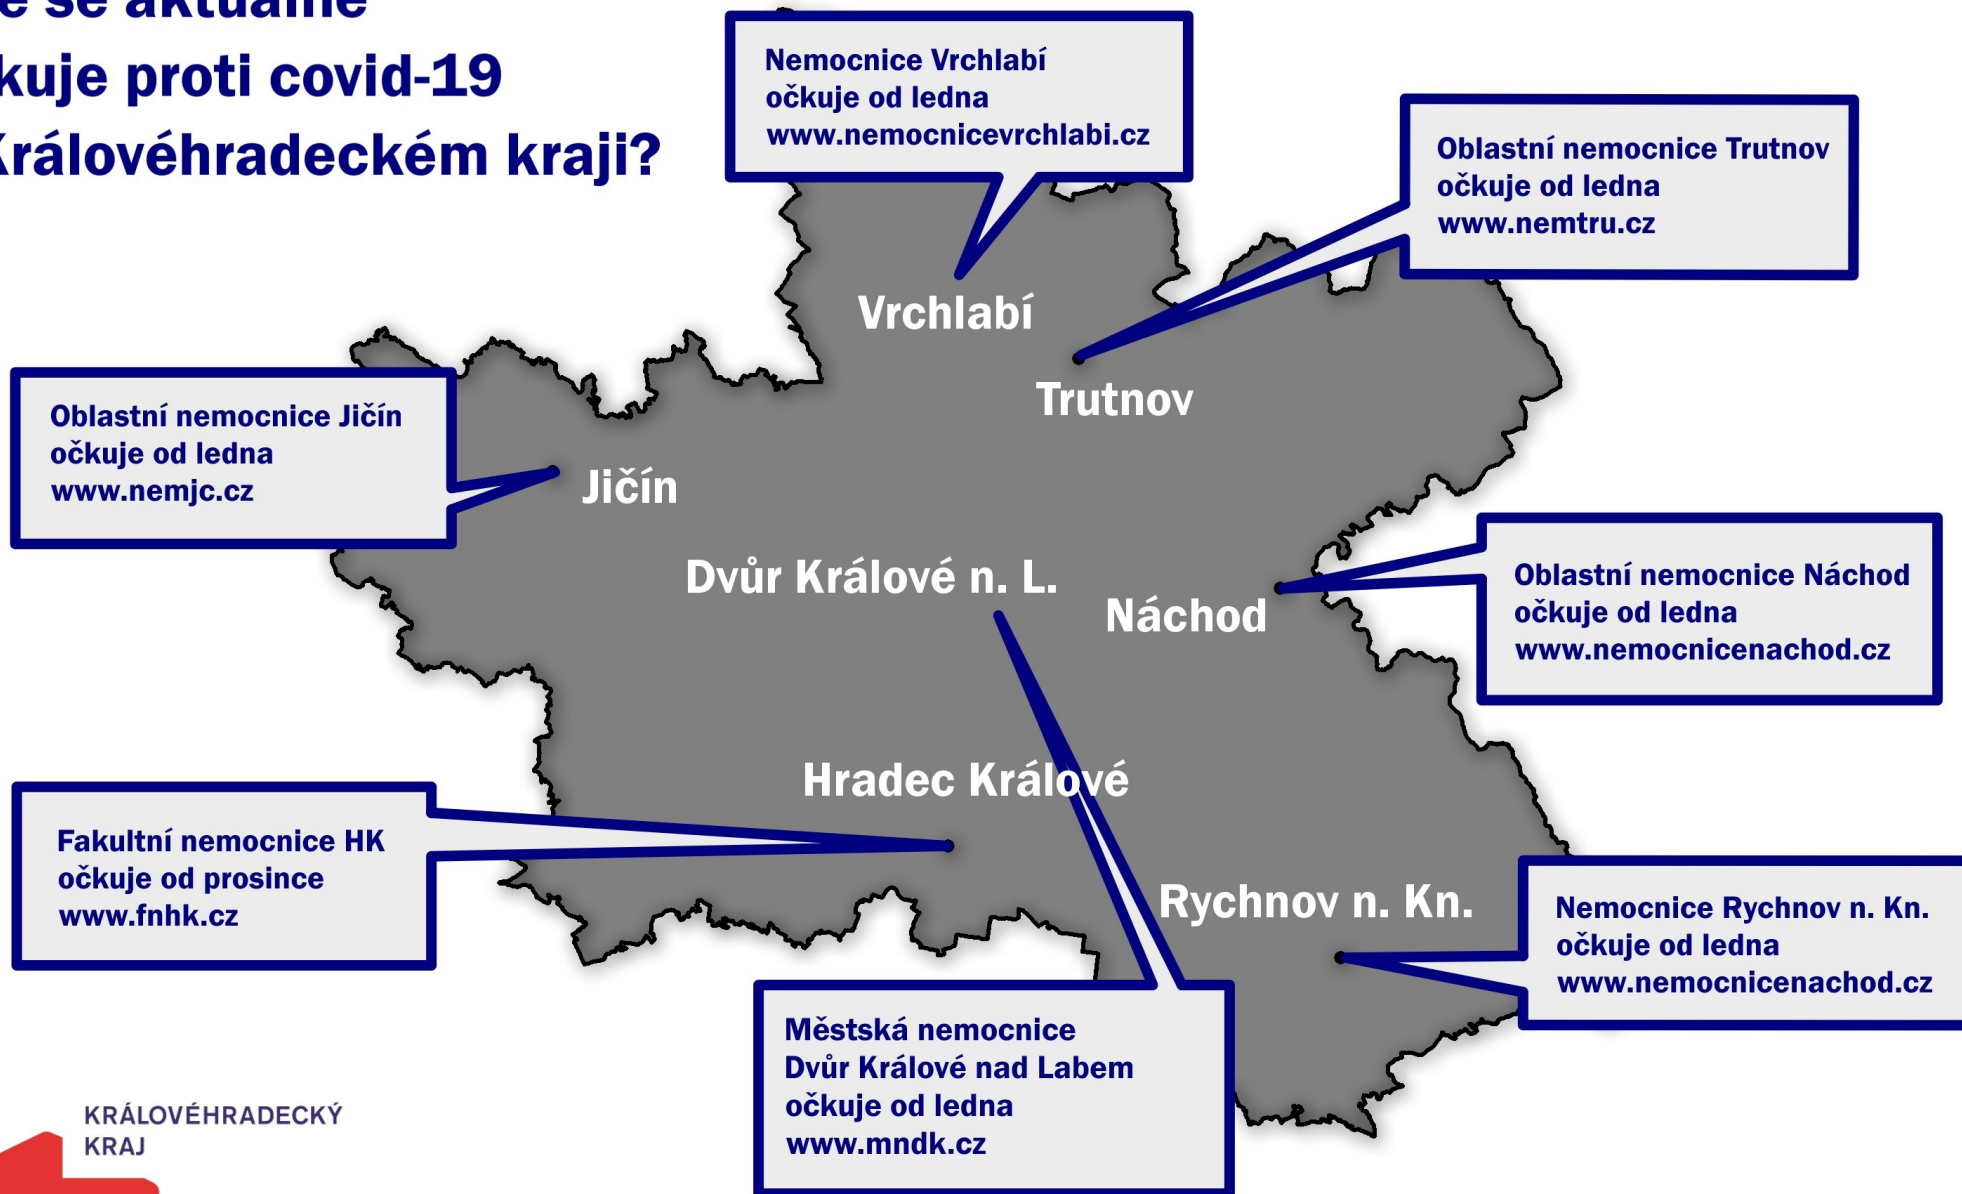 se aktuálně
kuje proti covid-19
Královéhradeckém kraji?
Nemocnice Vrchlabí
očkuje od ledna
www.nemocnicevrchlabi.cz
Oblastní nemocnice Trutnov
očkuje od ledna
www.nemtru.cz
Vrchlabí
Trutnov
Oblastní nemocnice Jičín
očkuje od ledna
www.nemjc.cz
Jičín
Dvůr Králové n. L.
Náchod
Oblastní nemocnice Náchod
očkuje od ledna
www.nemocnicenachod.cz
Hradec Králové
Fakultní nemocnice HK
očkuje od prosince
www.fnhk.cz
Rychnov n. Kn.
Nemocnice Rychnov n. Kn.
očkuje od ledna
www.nemocnicenachod.cz
Městská nemocnice
Dvůr Králové nad Labem
očkuje od ledna
www.mndk.cz
KRÁLOVÉHRADECKÝ
KRAJ